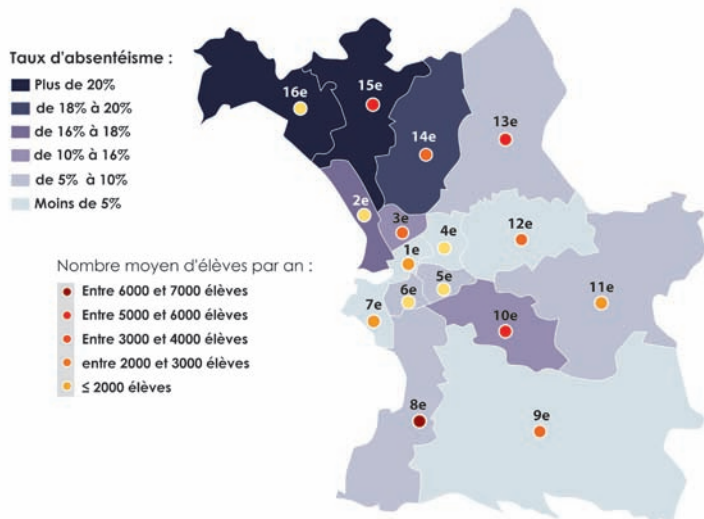 Taux d'absentéisme :
Plus de 20%
de 18% à 20%
de 16% à 18%
de 10% à 16%
de 5% à 10%
Moins de 5%
16e
15e
14e
13e
2e
3e
4e
12e
1e
5e
6e
7e
11e
10e
8e
9e
Nombre moyen d'élèves par an :
Entre 6000 et 7000 élèves
Entre 5000 et 6000 élèves
Entre 3000 et 4000 élèves
entre 2000 et 3000 élèves
≤ 2000 élèves